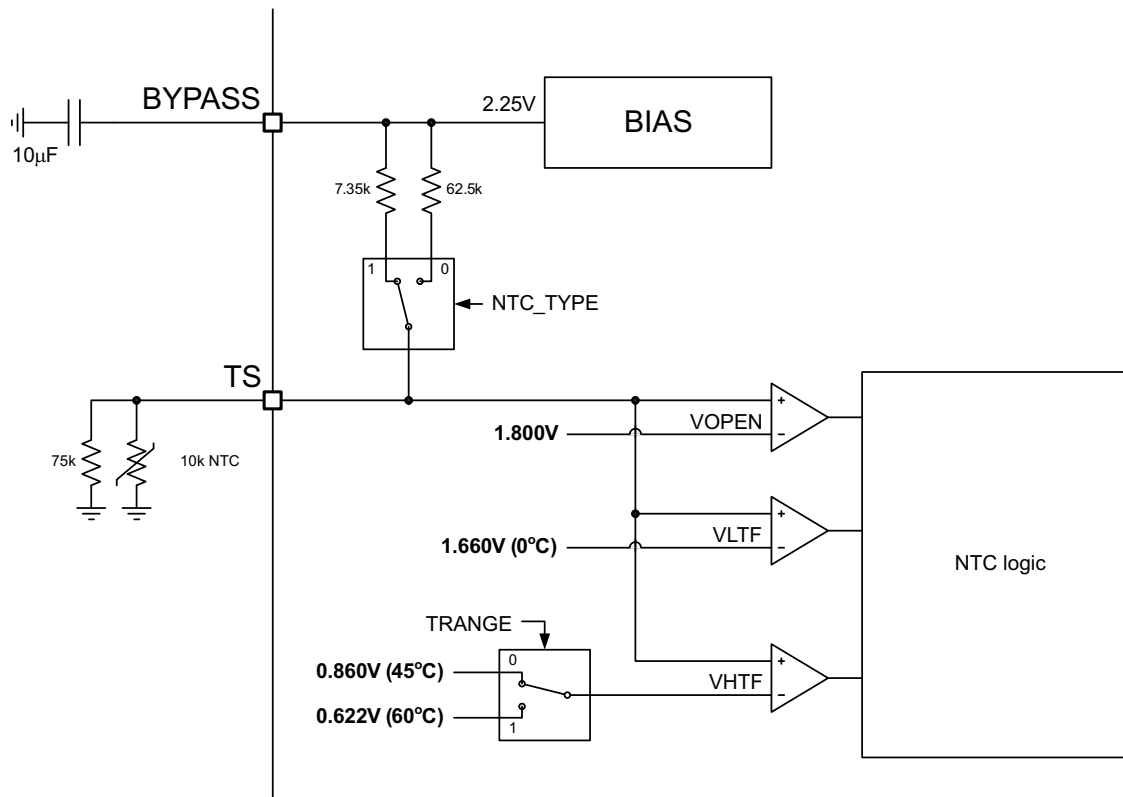 BYPASS
2.25V
BIAS
10μF
7.35k
62.5k
1
0
NTC_TYPE
TS
+
VOPEN
1.800V
−
75k
10k NTC
+
1.660V (0°C)
VLTF
−
NTC logic
TRANGE
0
0.860V (45°C)
+
VHTF
−
0.622V (60°C)
1